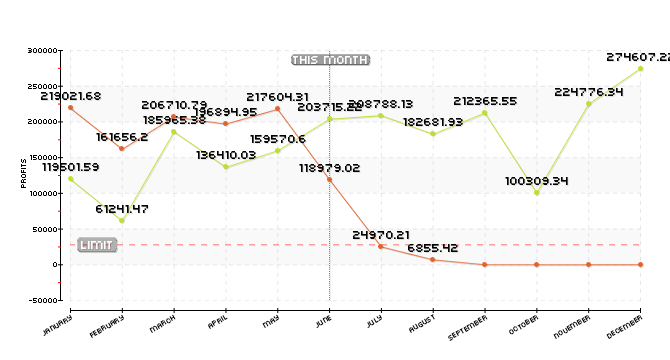 THIS MONTH
300000
250000
200000
150000
100000
50000
0
-50000
PROFITS
LIMIT
274607.22
224776.34
212365.55
217604.31
219021.68
206710.79
196894.95
203715.22
208788.13
185965.38
182681.93
161656.2
159570.6
136410.03
119501.59
118979.02
100309.34
61241.47
24970.21
6855.42
JANUARY
FEBRUARY
MARCH
APRIL
MAY
JUNE
JULY
AUGUST
SEPTEMBER
OCTOBER
NOVEMBER
DECEMBER